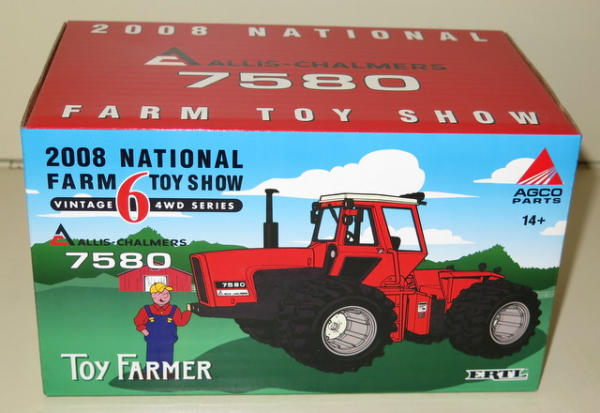 2008 NATIONAL
ALLIS-CHALMERS
7580
FARM TOY SHOW
2008 NATIONAL
FARM TOY SHOW
VINTAGE 6 4WD SERIES
AGCO
PARTS
14+
ALLIS-CHALMERS
7580
7580
TOY FARMER
ERTL